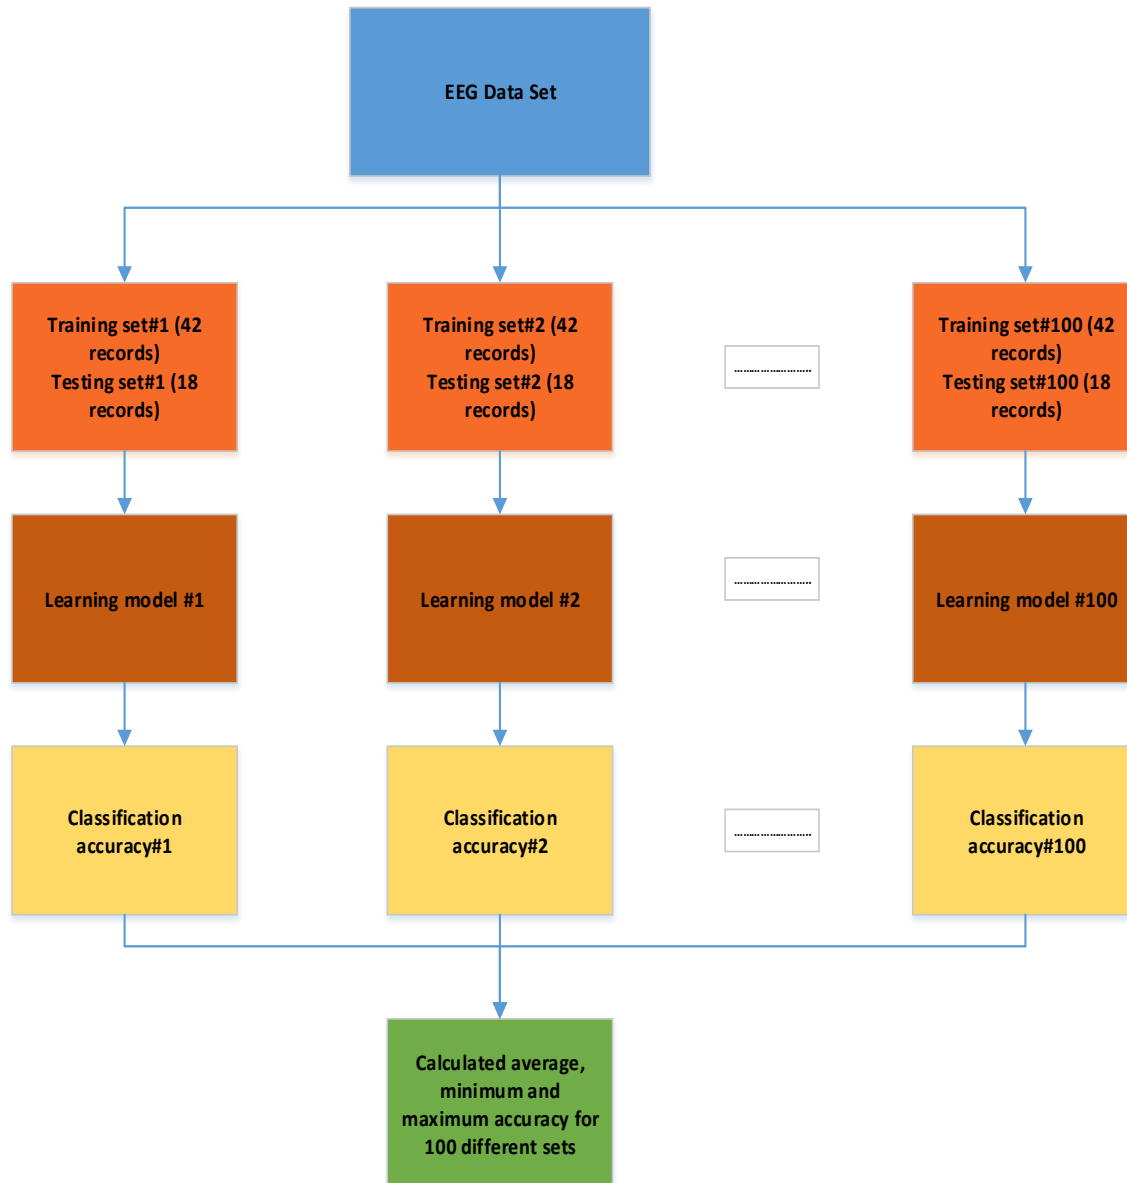 EEG Data Set
Training set#1 (42
records)
Testing set#1 (18
records)
Training set#2 (42
records)
Testing set#2 (18
records)
.......................
Training set#100 (42
records)
Testing set#100 (18
records)
Learning model #1
Learning model #2
.......................
Learning model #100
Classification
accuracy#1
Classification
accuracy#2
.......................
Classification
accuracy#100
Calculated average,
minimum and
maximum accuracy for
100 different sets